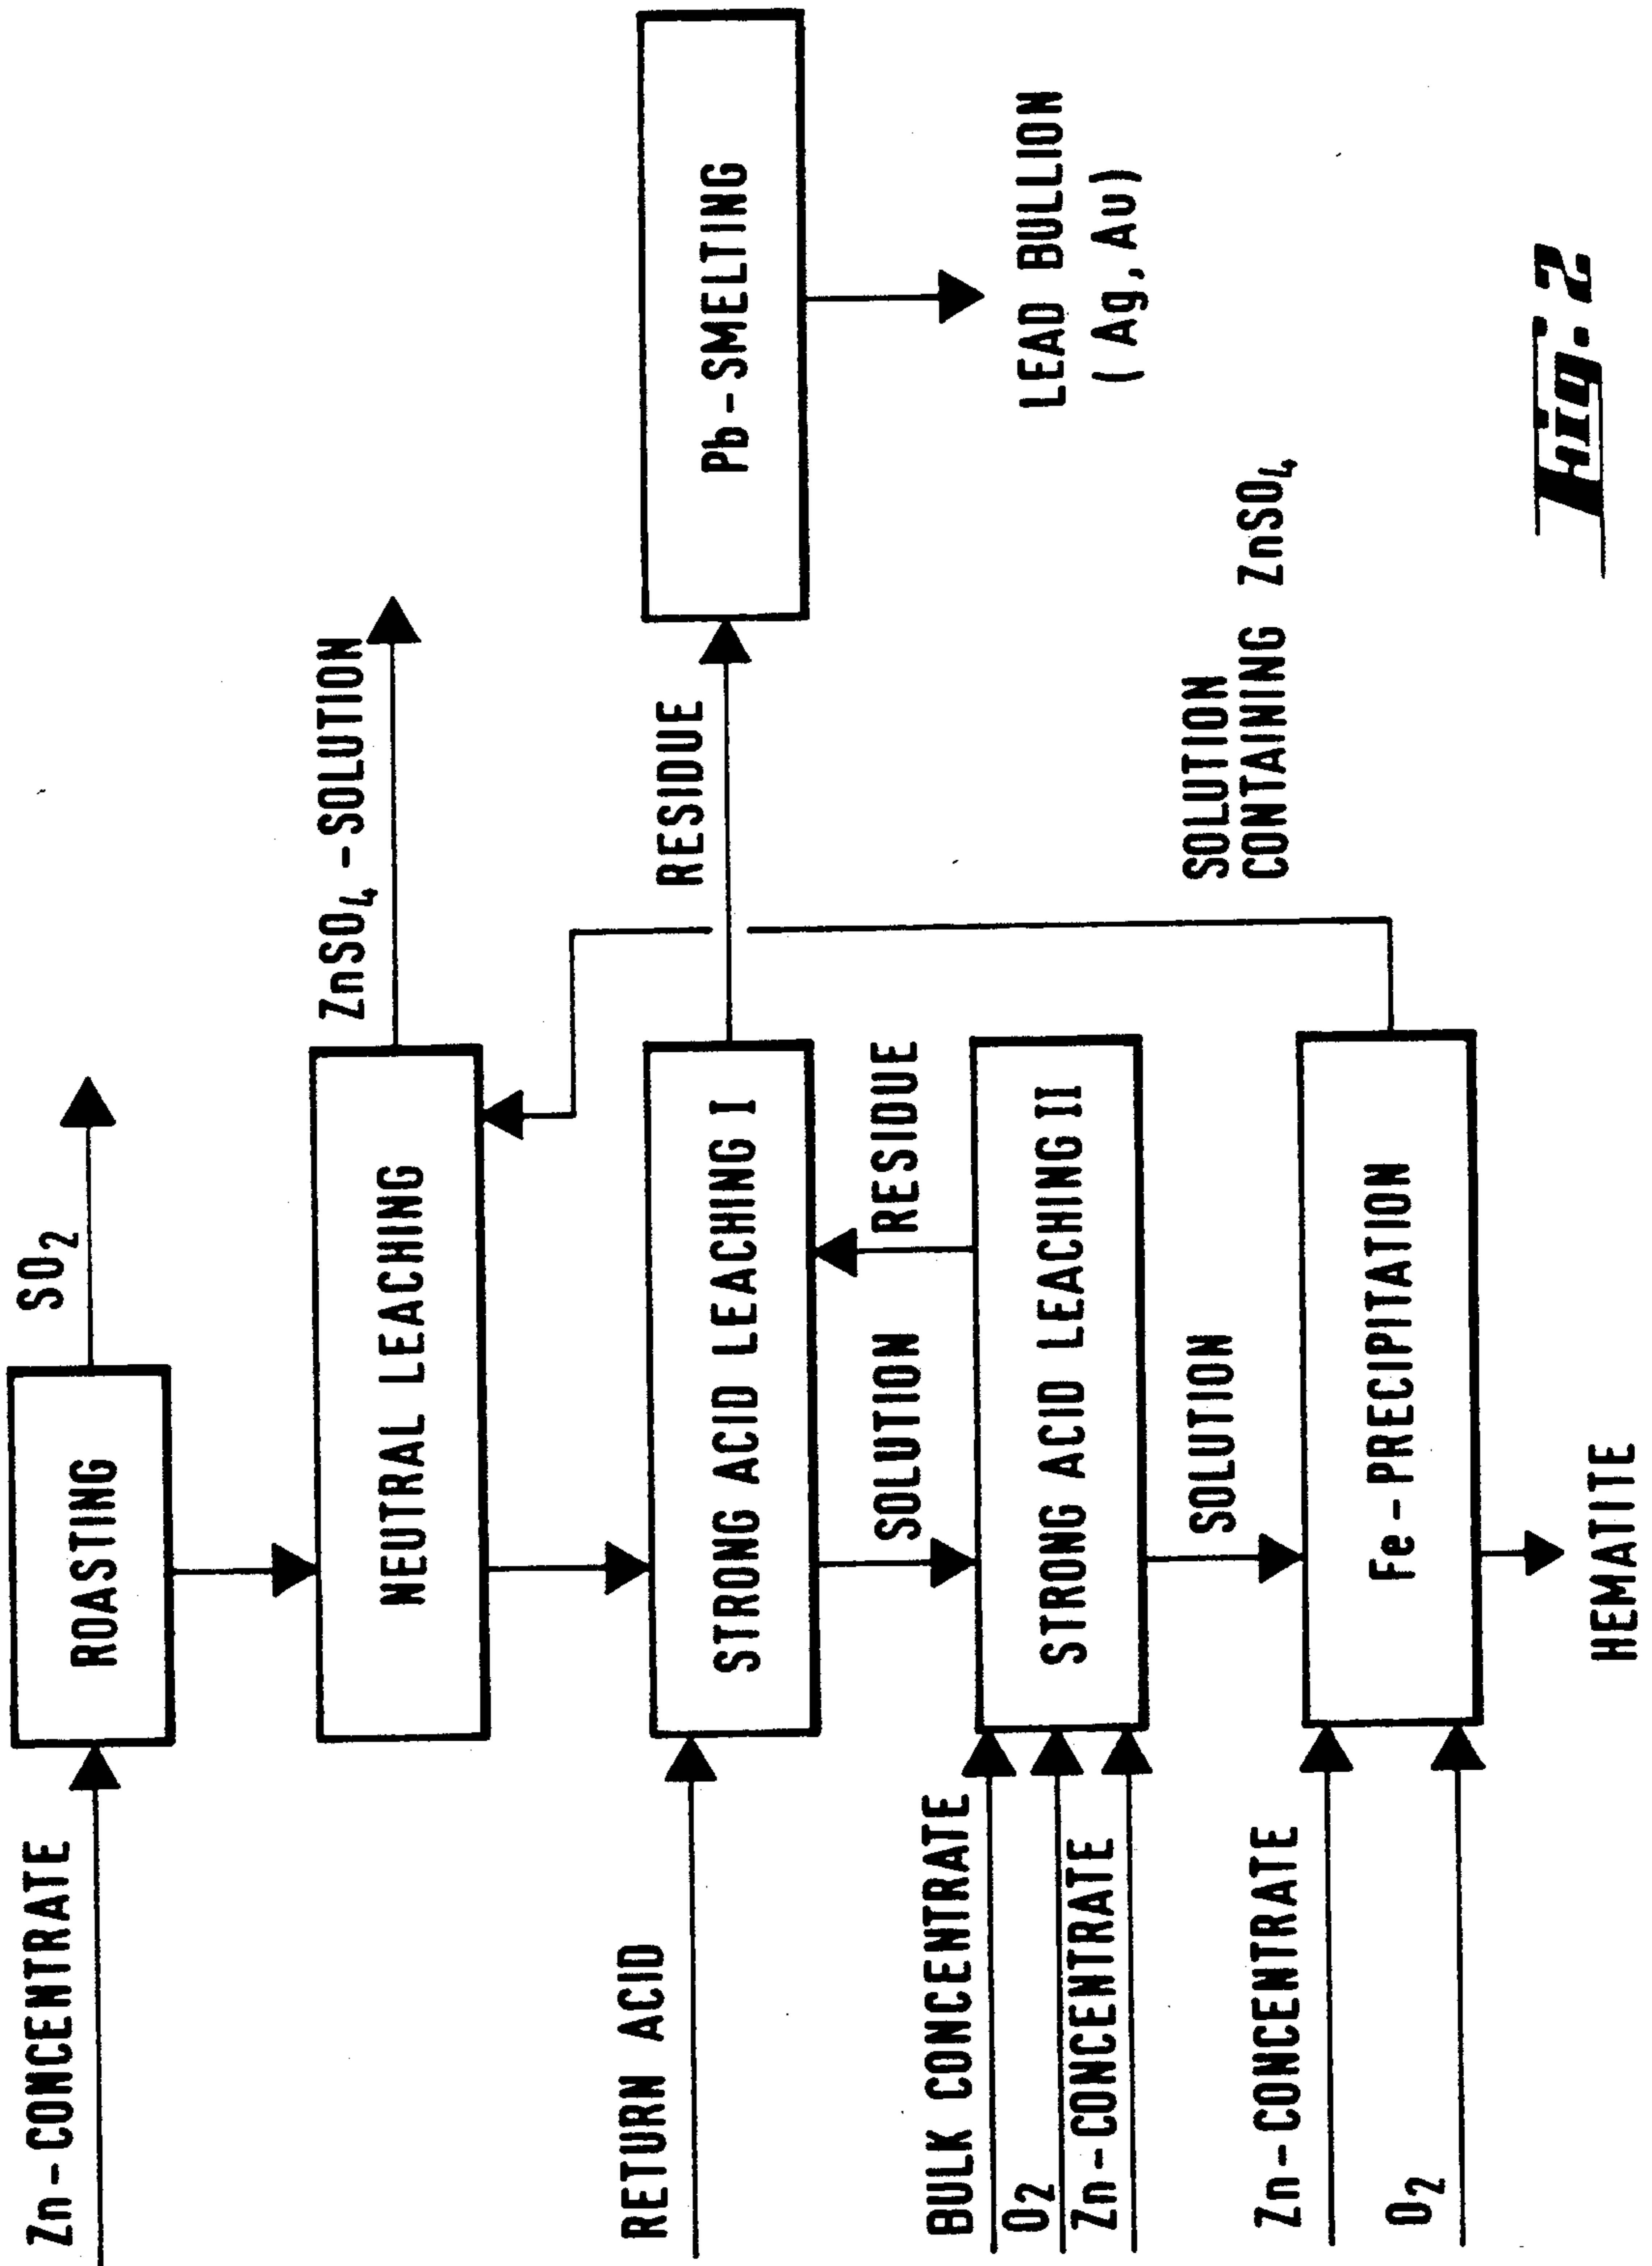 Zn-CONCENTRATE
ROASTING
SO₂
NEUTRAL LEACHING
ZnSO₄-SOLUTION
RETURN ACID
STRONG ACID LEACHING I
RESIDUE
Pb-SMELTING
LEAD BULLION
(Ag, Au)
SOLUTION
RESIDUE
BULK CONCENTRATE
O₂
Zn-CONCENTRATE
STRONG ACID LEACHING II
SOLUTION
SOLUTION
CONTAINING ZnSO₄
Zn-CONCENTRATE
O₂
Fe-PRECIPITATION
HEMATITE
Fig. 2